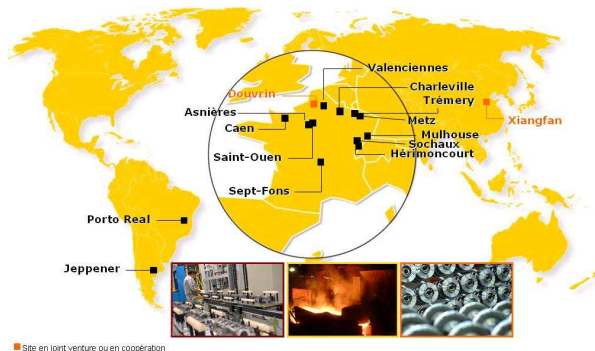 Valenciennes
Charleville
Douvrin
Trémery
Asnières
Metz
Xiangfan
Caen
Mulhouse
Sochaux
Saint-Ouen
Hérimoncourt
Sept-Fons
Porto Real
Jeppener
Site en joint venture ou en coopération